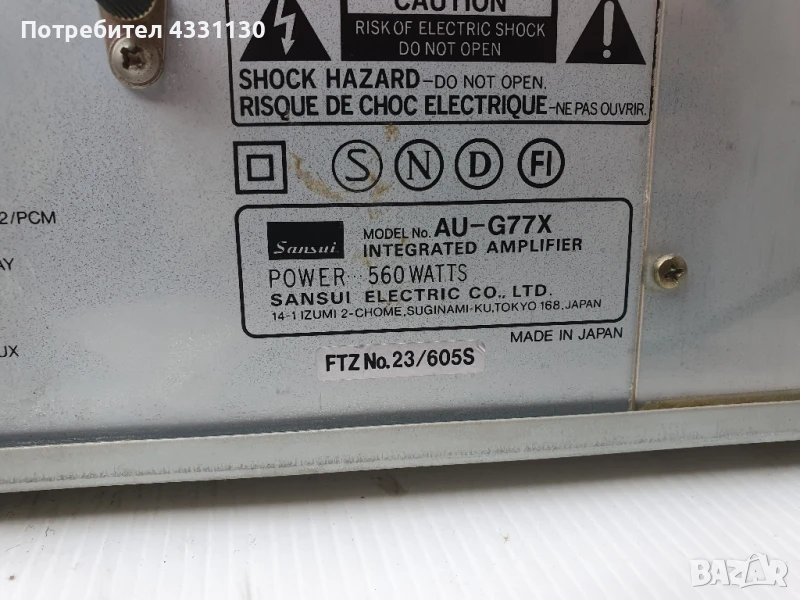 Потребител 4331130
CAUTION
RISK OF ELECTRIC SHOCK
DO NOT OPEN
SHOCK HAZARD–DO NOT OPEN.
RISQUE DE CHOC ELECTRIQUE–NE PAS OUVRIR.
S N D FI
2/PCM
AY
UX
Sansui
MODEL No. AU-G77X
INTEGRATED AMPLIFIER
POWER ·· 560 WATTS
SANSUI ELECTRIC CO., LTD.
14-1 IZUMI 2-CHOME, SUGINAMI-KU, TOKYO 168, JAPAN
MADE IN JAPAN
FTZ No. 23/605S
BAZAR